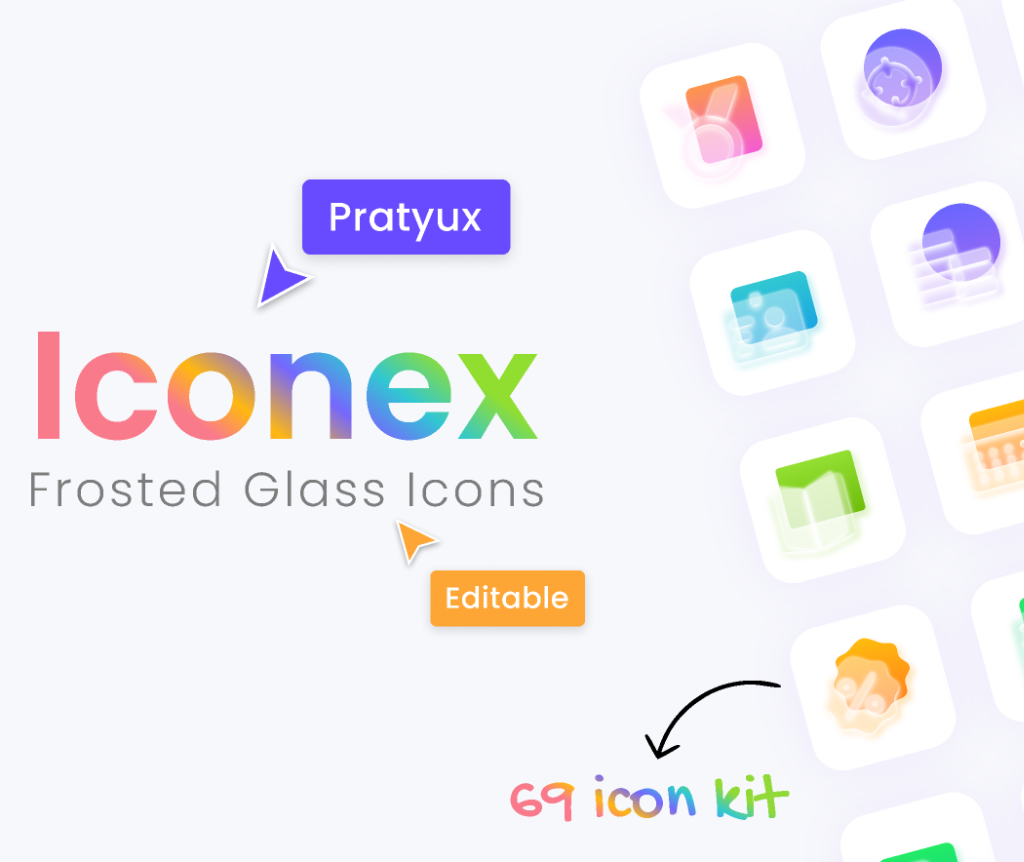 Pratyux
Iconex
Frosted Glass Icons
Editable
69 icon kit